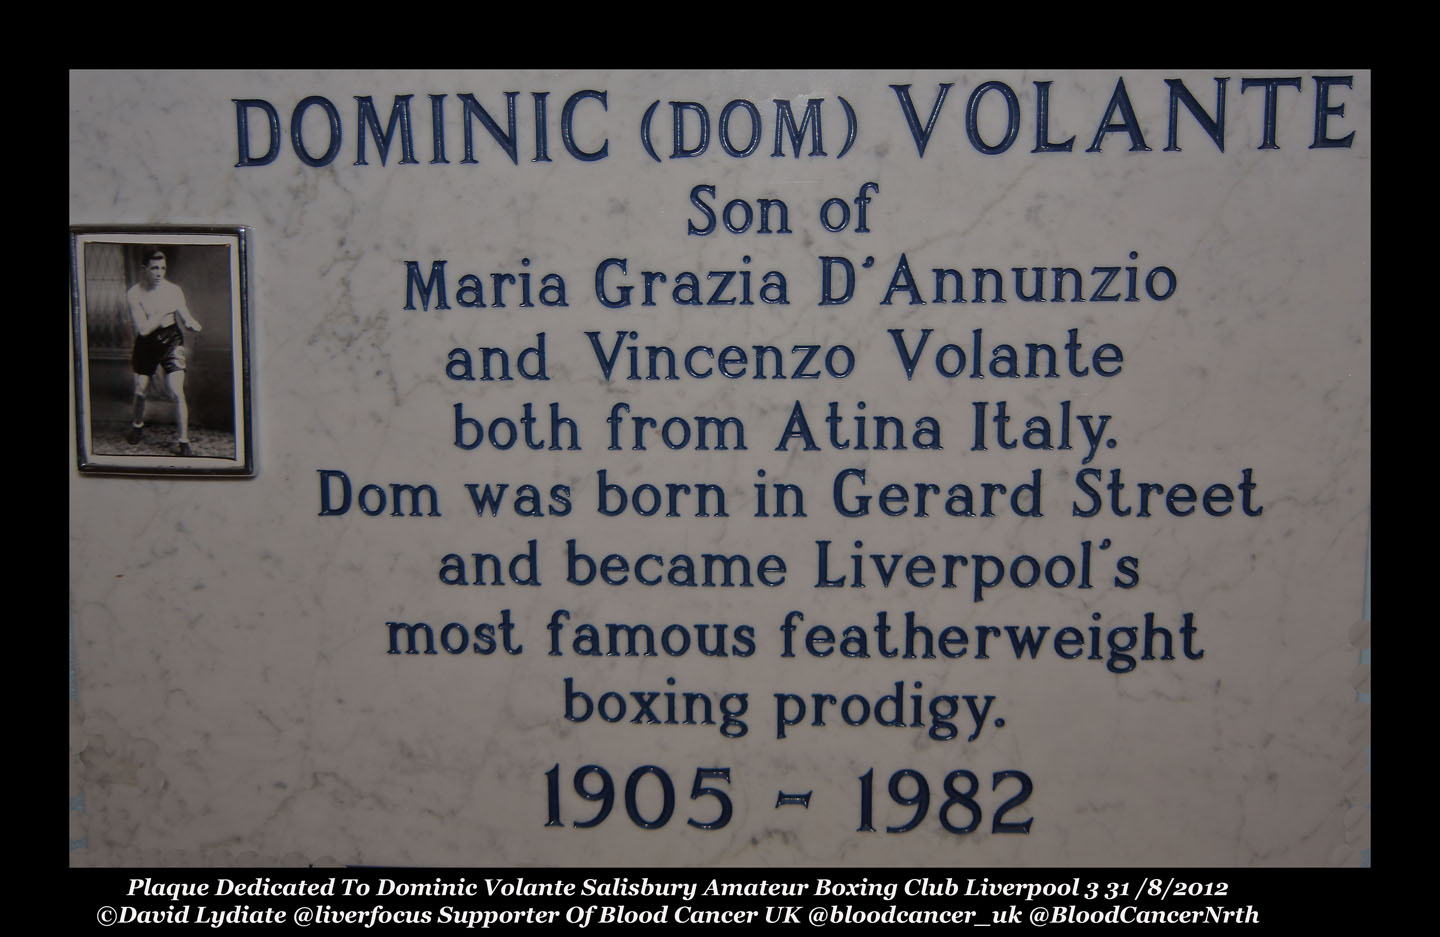 DOMINIC (DOM) VOLANTE
Son of
Maria Grazia D'Annunzio
and Vincenzo Volante
both from Atina Italy.
Dom was born in Gerard Street
and became Liverpool's
most famous featherweight
boxing prodigy.
1905 - 1982
Plaque Dedicated To Dominic Volante Salisbury Amateur Boxing Club Liverpool 3 31 /8/2012
©David Lydiate @liverfocus Supporter Of Blood Cancer UK @bloodcancer_uk @BloodCancerNrth